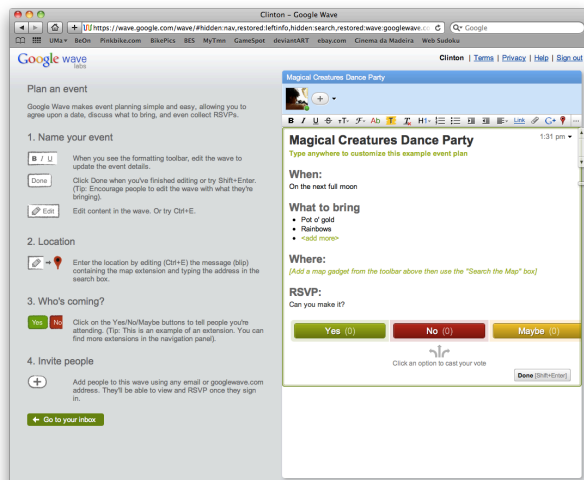 Clinton - Google Wave
https://wave.google.com/wave/#hidden:nav,restored:leftinfo,hidden:search,restored:wave:googlewave.co
Google
UMa BeOn Pinkbike.com BikePics BES MyTmn GameSpot deviantART ebay.com Cinema da Madeira Web Sudoku
Google wave
labs
Clinton | Terms | Privacy | Help | Sign out
Plan an event
Google Wave makes event planning simple and easy, allowing you to
agree upon a date, discuss what to bring, and even collect RSVPs.
1. Name your event
B / U
When you see the formatting toolbar, edit the wave to
update the event details.
Done
Click Done when you've finished editing or try Shift+Enter.
(Tip: Encourage people to edit the wave with what they're
bringing).
Edit
Edit content in the wave. Or try Ctrl+E.
2. Location
Enter the location by editing (Ctrl+E) the message (blip)
containing the map extension and typing the address in the
search box.
3. Who's coming?
Yes No
Click on the Yes/No/Maybe buttons to tell people you're
attending. (Tip: This is an example of an extension. You can
find more extensions in the navigation panel).
4. Invite people
Add people to this wave using any email or googlewave.com
address. They'll be able to view and RSVP once they sign
in.
Go to your inbox
Magical Creatures Dance Party
B I U Link
Magical Creatures Dance Party
1:31 pm
Type anywhere to customize this example event plan
When:
On the next full moon
What to bring
• Pot o' gold
• Rainbows
• <add more>
Where:
[Add a map gadget from the toolbar above then use the "Search the Map" box]
RSVP:
Can you make it?
Yes (0) No (0) Maybe (0)
Click an option to cast your vote
Done [Shift+Enter]